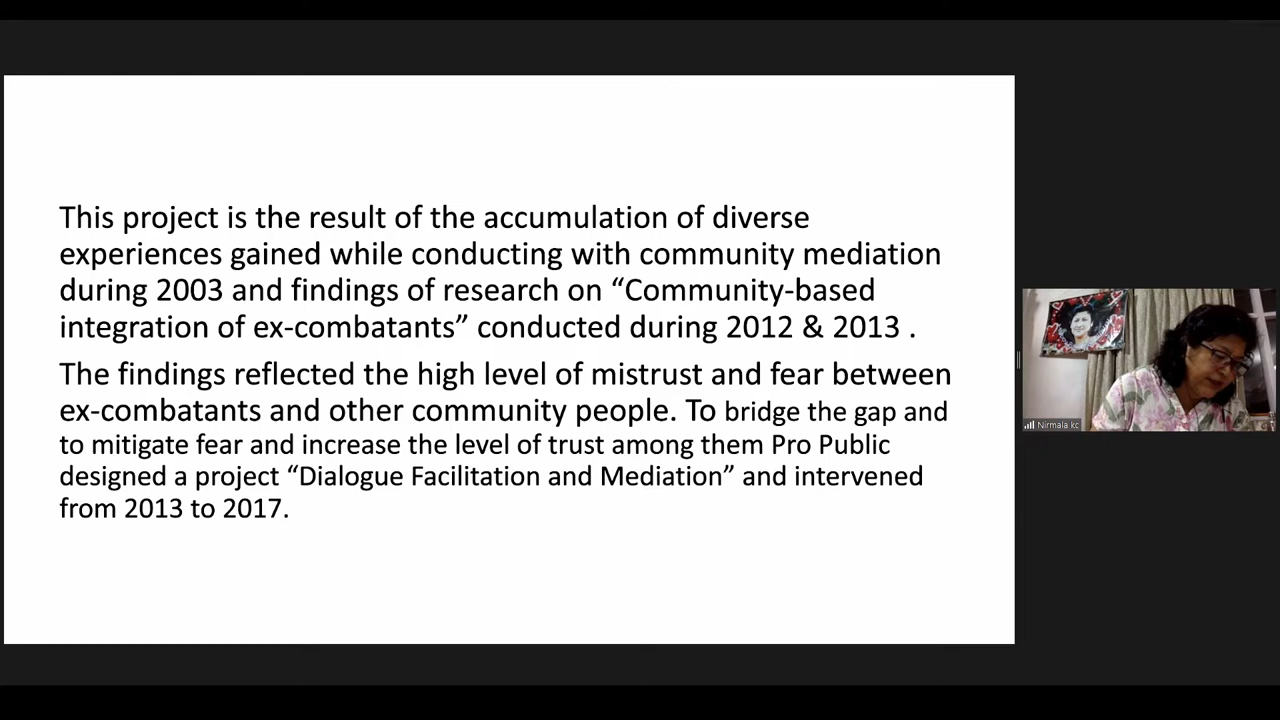 This project is the result of the accumulation of diverse
experiences gained while conducting with community mediation
during 2003 and findings of research on “Community-based
integration of ex-combatants” conducted during 2012 & 2013 .
The findings reflected the high level of mistrust and fear between
ex-combatants and other community people. To bridge the gap and
to mitigate fear and increase the level of trust among them Pro Public
designed a project “Dialogue Facilitation and Mediation” and intervened
from 2013 to 2017.
Nirmala kc